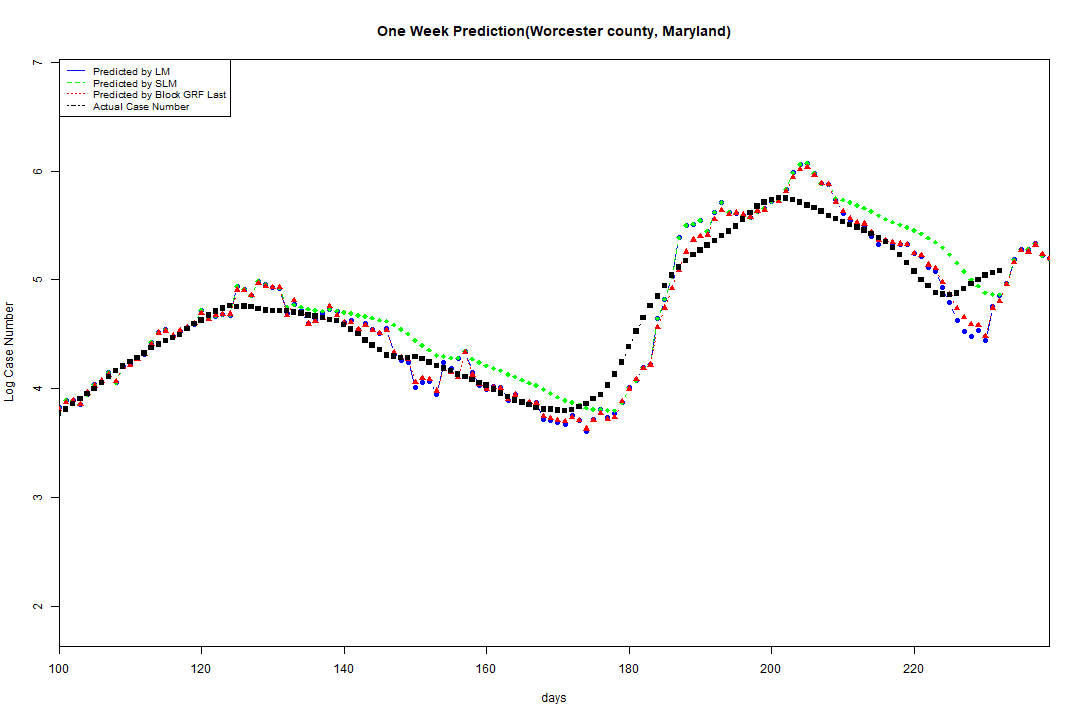 One Week Prediction(Worcester county, Maryland)
Predicted by LM
Predicted by SLM
Predicted by Block GRF Last
Actual Case Number
7
6
5
4
3
2
Log Case Number
100 120 140 160 180 200 220
days